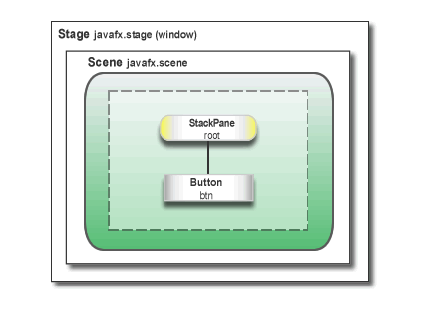 Stage javafx.stage (window)
Scene javafx.scene
StackPane
root
Button
btn